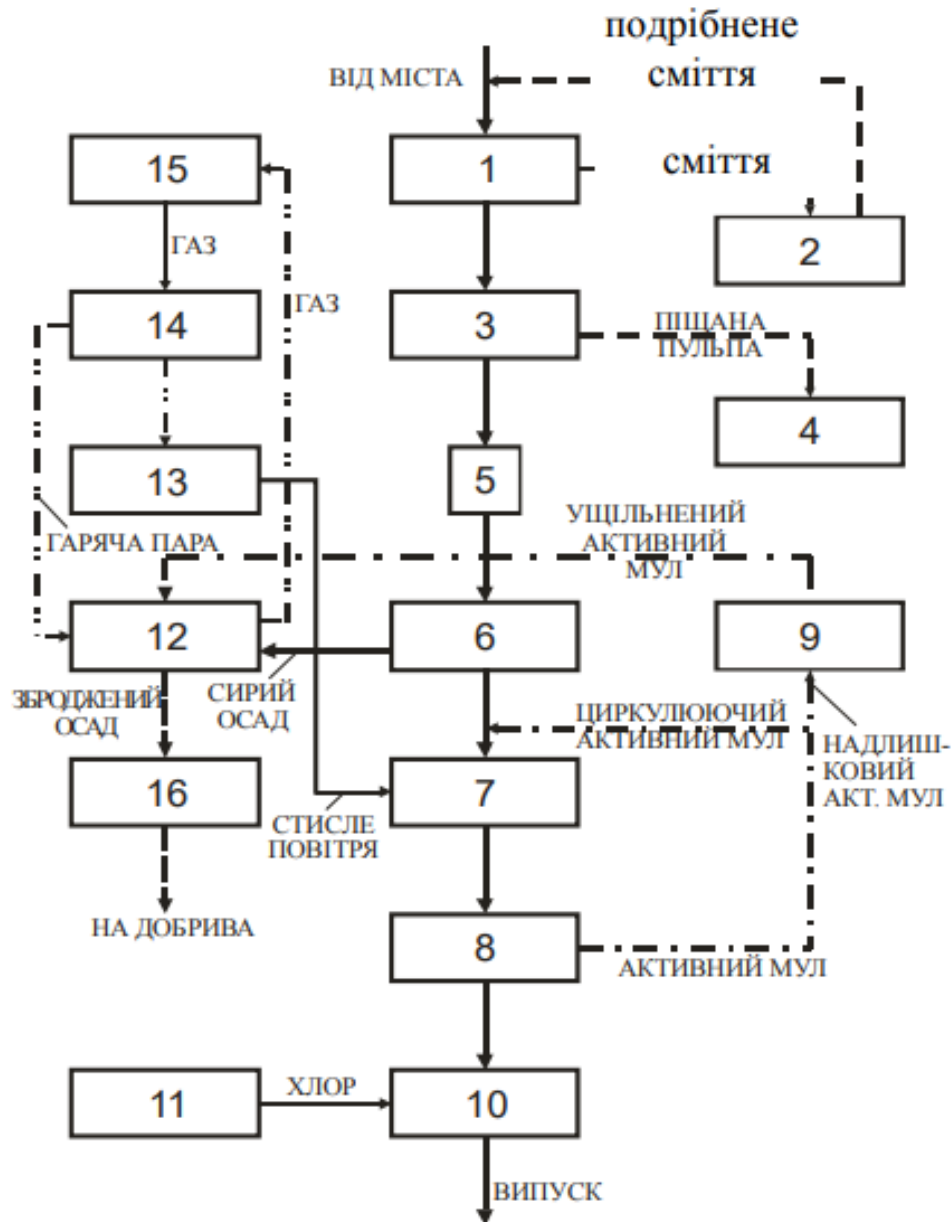 подрібнене
сміття
ВІД МІСТА
15
1
сміття
2
ГАЗ
ГАЗ
14
3
ПІЩАНА
ПУЛЬПА
4
13
5
УЩІЛЬНЕНИЙ
АКТИВНИЙ
МУЛ
ГАРЯЧА ПАРА
12
6
9
СИРИЙ
ОСАД
ЗБРОДЖЕНИЙ
ОСАД
ЦИРКУЛЮЮЧИЙ
АКТИВНИЙ МУЛ
НАДЛИШ-
КОВИЙ
АКТ. МУЛ
16
7
СТИСЛЕ
ПОВІТРЯ
НА ДОБРИВА
8
АКТИВНИЙ МУЛ
11
ХЛОР
10
ВИПУСК